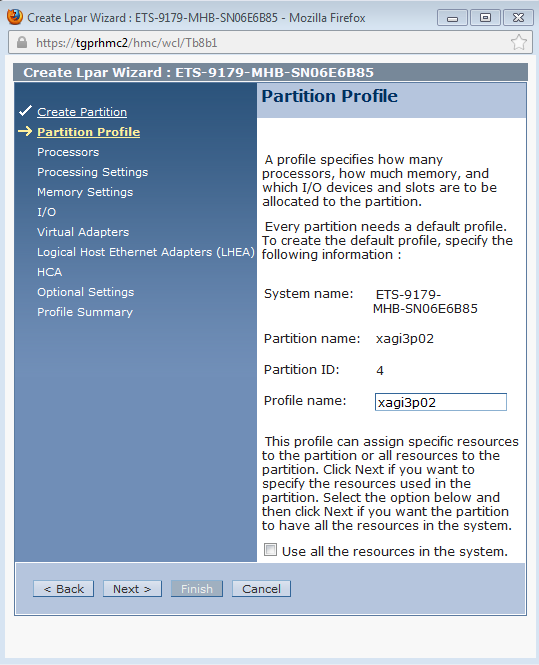 Create Lpar Wizard : ETS-9179-MHB-SN06E6B85 - Mozilla Firefox
https://tgprhmc2/hmc/wcl/Tb8b1
Create Lpar Wizard : ETS-9179-MHB-SN06E6B85
Create Partition
Partition Profile
Processors
Processing Settings
Memory Settings
I/O
Virtual Adapters
Logical Host Ethernet Adapters (LHEA)
HCA
Optional Settings
Profile Summary
Partition Profile
A profile specifies how many
processors, how much memory, and
which I/O devices and slots are to be
allocated to the partition.
Every partition needs a default profile.
To create the default profile, specify the
following information :
System name: ETS-9179-
MHB-SN06E6B85
Partition name: xagi3p02
Partition ID: 4
Profile name: xagi3p02
This profile can assign specific resources
to the partition or all resources to the
partition. Click Next if you want to
specify the resources used in the
partition. Select the option below and
then click Next if you want the partition
to have all the resources in the system.
Use all the resources in the system.
< Back Next > Finish Cancel